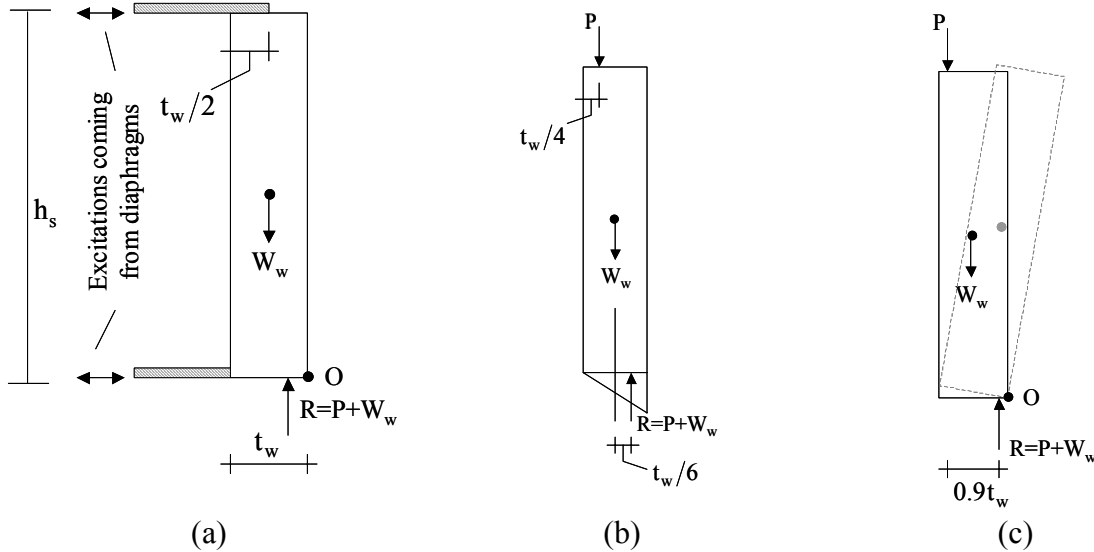 Excitations coming
from diaphragms
hₛ
t_w/2
W_w
O
R=P+W_w
t_w
(a)
P
t_w/4
W_w
R=P+W_w
t_w/6
(b)
P
W_w
O
R=P+W_w
0.9t_w
(c)